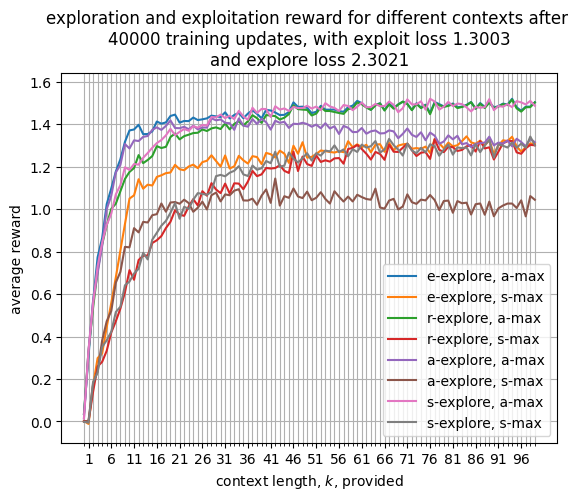 exploration and exploitation reward for different contexts after
40000 training updates, with exploit loss 1.3003
and explore loss 2.3021
1.6
1.4
1.2
1.0
0.8
0.6
0.4
0.2
0.0
average reward
e-explore, a-max
e-explore, s-max
r-explore, a-max
r-explore, s-max
a-explore, a-max
a-explore, s-max
s-explore, a-max
s-explore, s-max
1 6 11 16 21 26 31 36 41 46 51 56 61 66 71 76 81 86 91 96
context length, k, provided